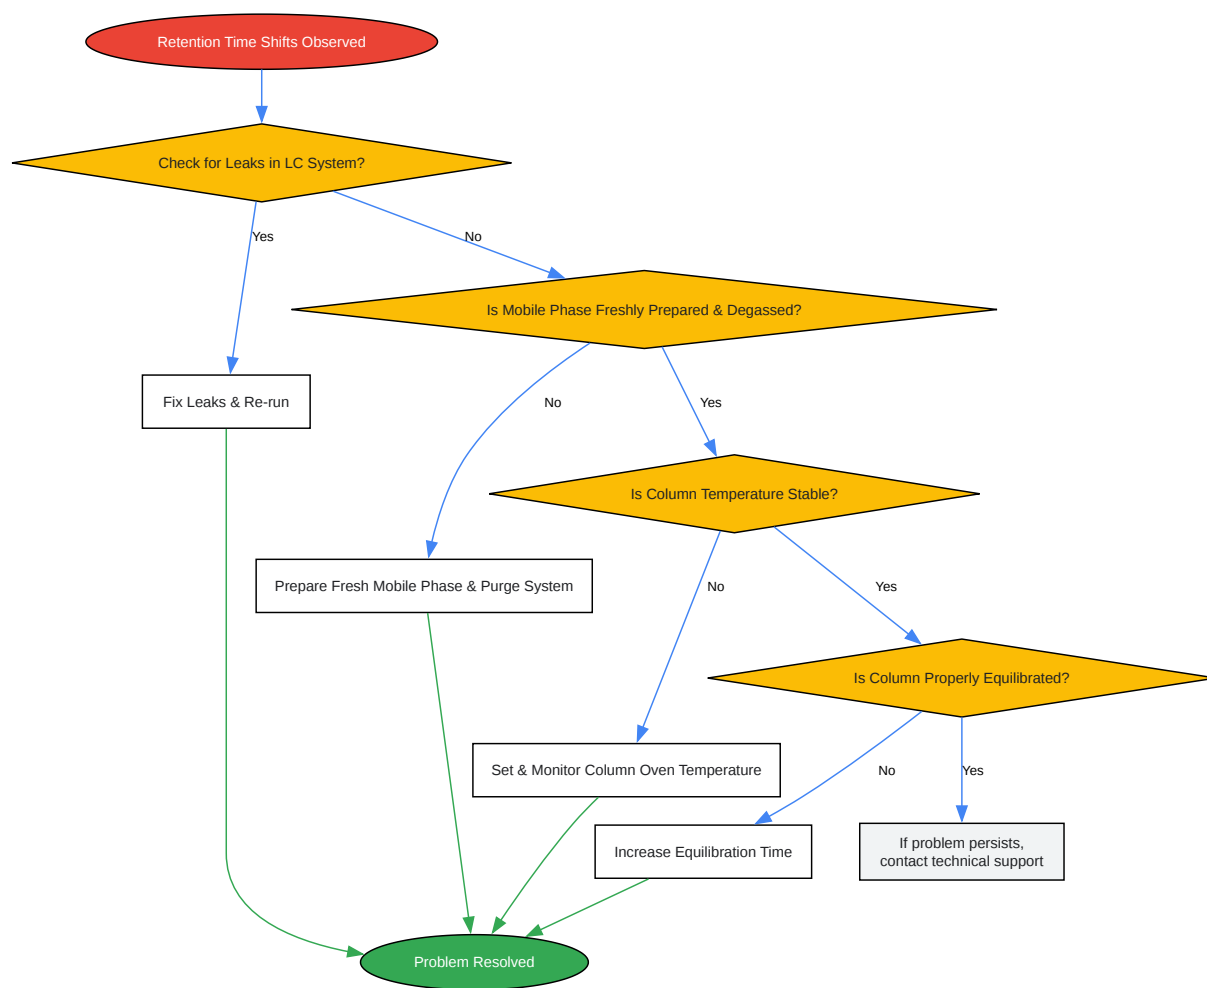 Retention Time Shifts Observed
Check for Leaks in LC System?
Yes
No
Is Mobile Phase Freshly Prepared & Degassed?
Fix Leaks & Re-run
No
Yes
Is Column Temperature Stable?
Prepare Fresh Mobile Phase & Purge System
No
Yes
Is Column Properly Equilibrated?
Set & Monitor Column Oven Temperature
No
Yes
Increase Equilibration Time
If problem persists,
contact technical support
Problem Resolved